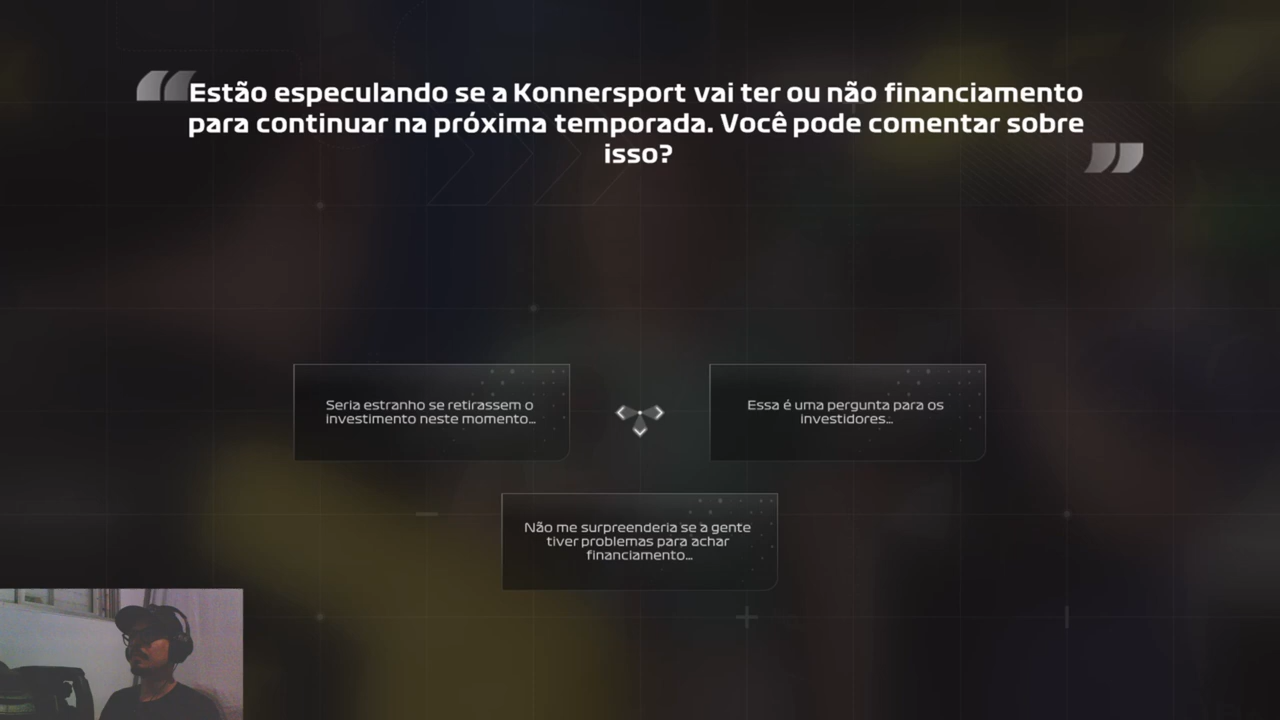 Estão especulando se a Konnersport vai ter ou não financiamento
para continuar na próxima temporada. Você pode comentar sobre
isso?
Seria estranho se retirassem o
investimento neste momento...
Essa é uma pergunta para os
investidores...
Não me surpreenderia se a gente
tiver problemas para achar
financiamento...